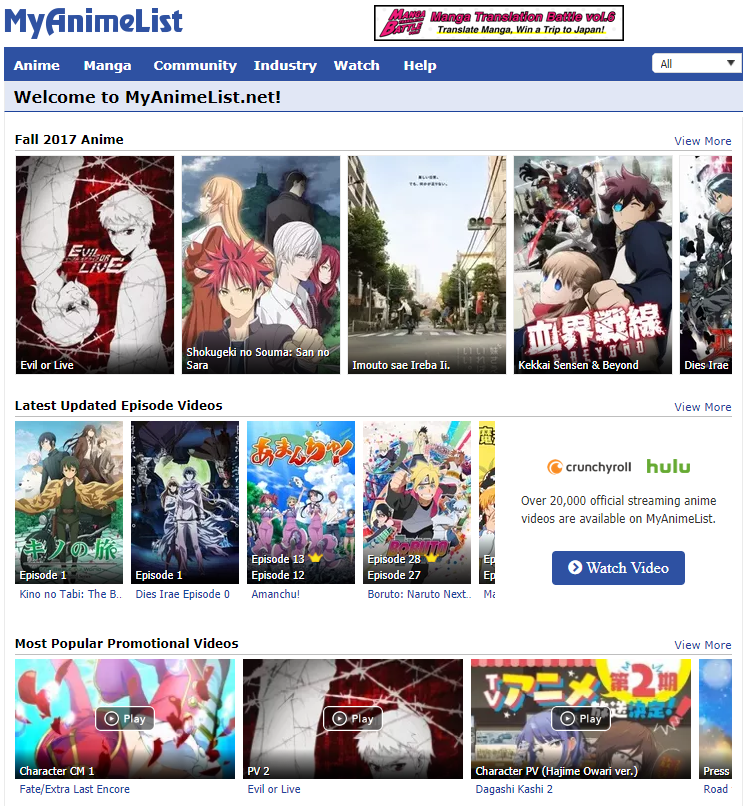 MyAnimeList
MANGA
BATTLE
Manga Translation Battle vol.6
Translate Manga, Win a Trip to Japan!
Anime Manga Community Industry Watch Help
All
Welcome to MyAnimeList.net!
Fall 2017 Anime
View More
EVIL
OR
LIVE
血界戦線
& BEYOND
Evil or Live
Shokugeki no Souma: San no
Sara
Imouto sae Ireba Ii.
Kekkai Sensen & Beyond
Dies Irae
Latest Updated Episode Videos
View More
キノの旅
あまんちゅ!
BORUTO
crunchyroll hulu
Over 20,000 official streaming anime
videos are available on MyAnimeList.
Watch Video
Episode 1
Episode 1
Episode 13
Episode 12
Episode 28
Episode 27
Ep
Ep
Kino no Tabi: The B..
Dies Irae Episode 0
Amanchu!
Boruto: Naruto Next..
Ma
Most Popular Promotional Videos
View More
TVアニメ第2期
放送決定!
Play
Play
Play
Character CM 1
PV 2
Character PV (Hajime Owari ver.)
Press
Fate/Extra Last Encore
Evil or Live
Dagashi Kashi 2
Road